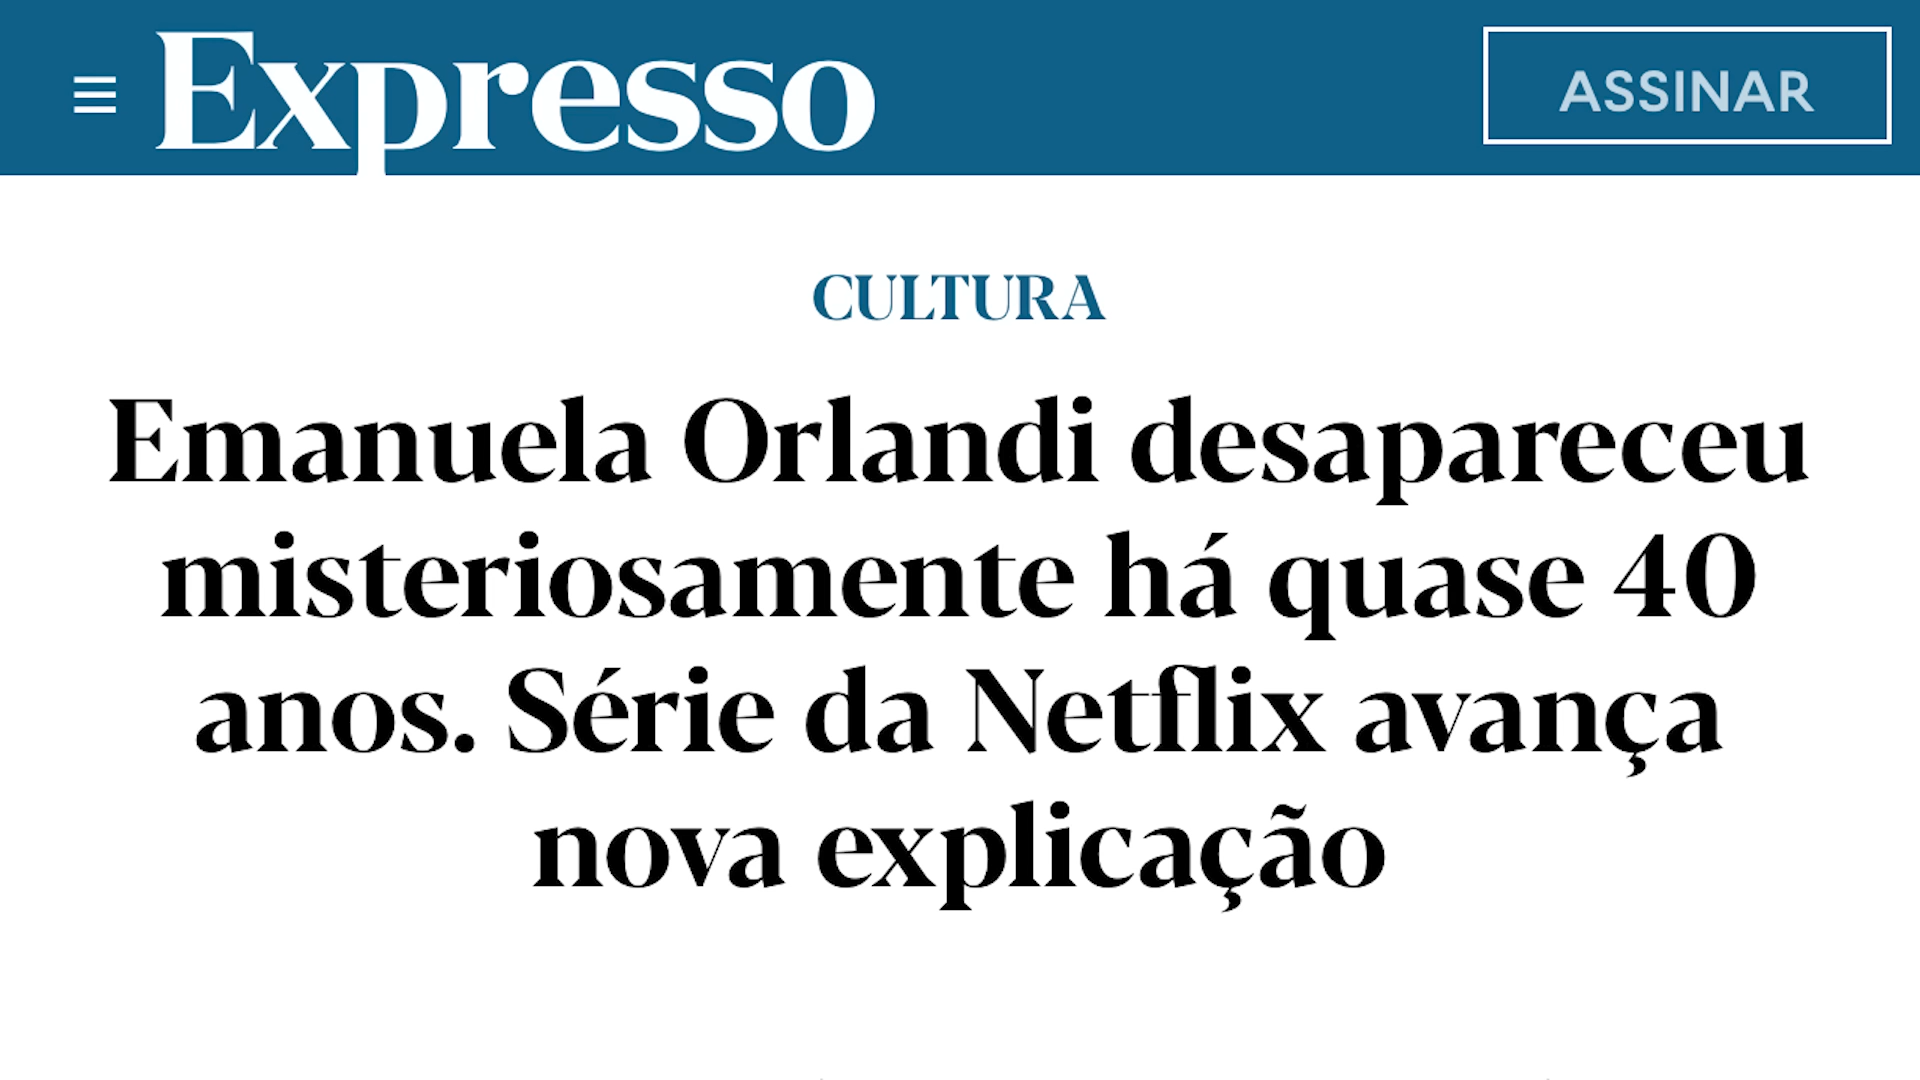 Expresso
ASSINAR
CULTURA
Emanuela Orlandi desapareceu
misteriosamente há quase 40
anos. Série da Netflix avança
nova explicação